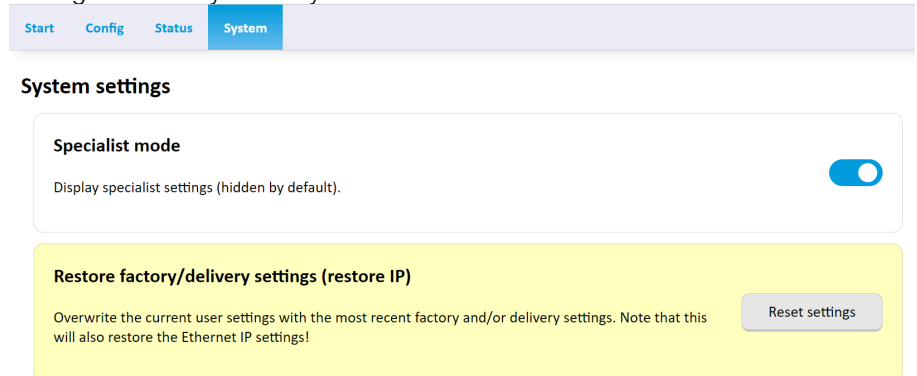 Start Config Status System
System settings
Specialist mode
Display specialist settings (hidden by default).
Restore factory/delivery settings (restore IP)
Overwrite the current user settings with the most recent factory and/or delivery settings. Note that this
will also restore the Ethernet IP settings!
Reset settings